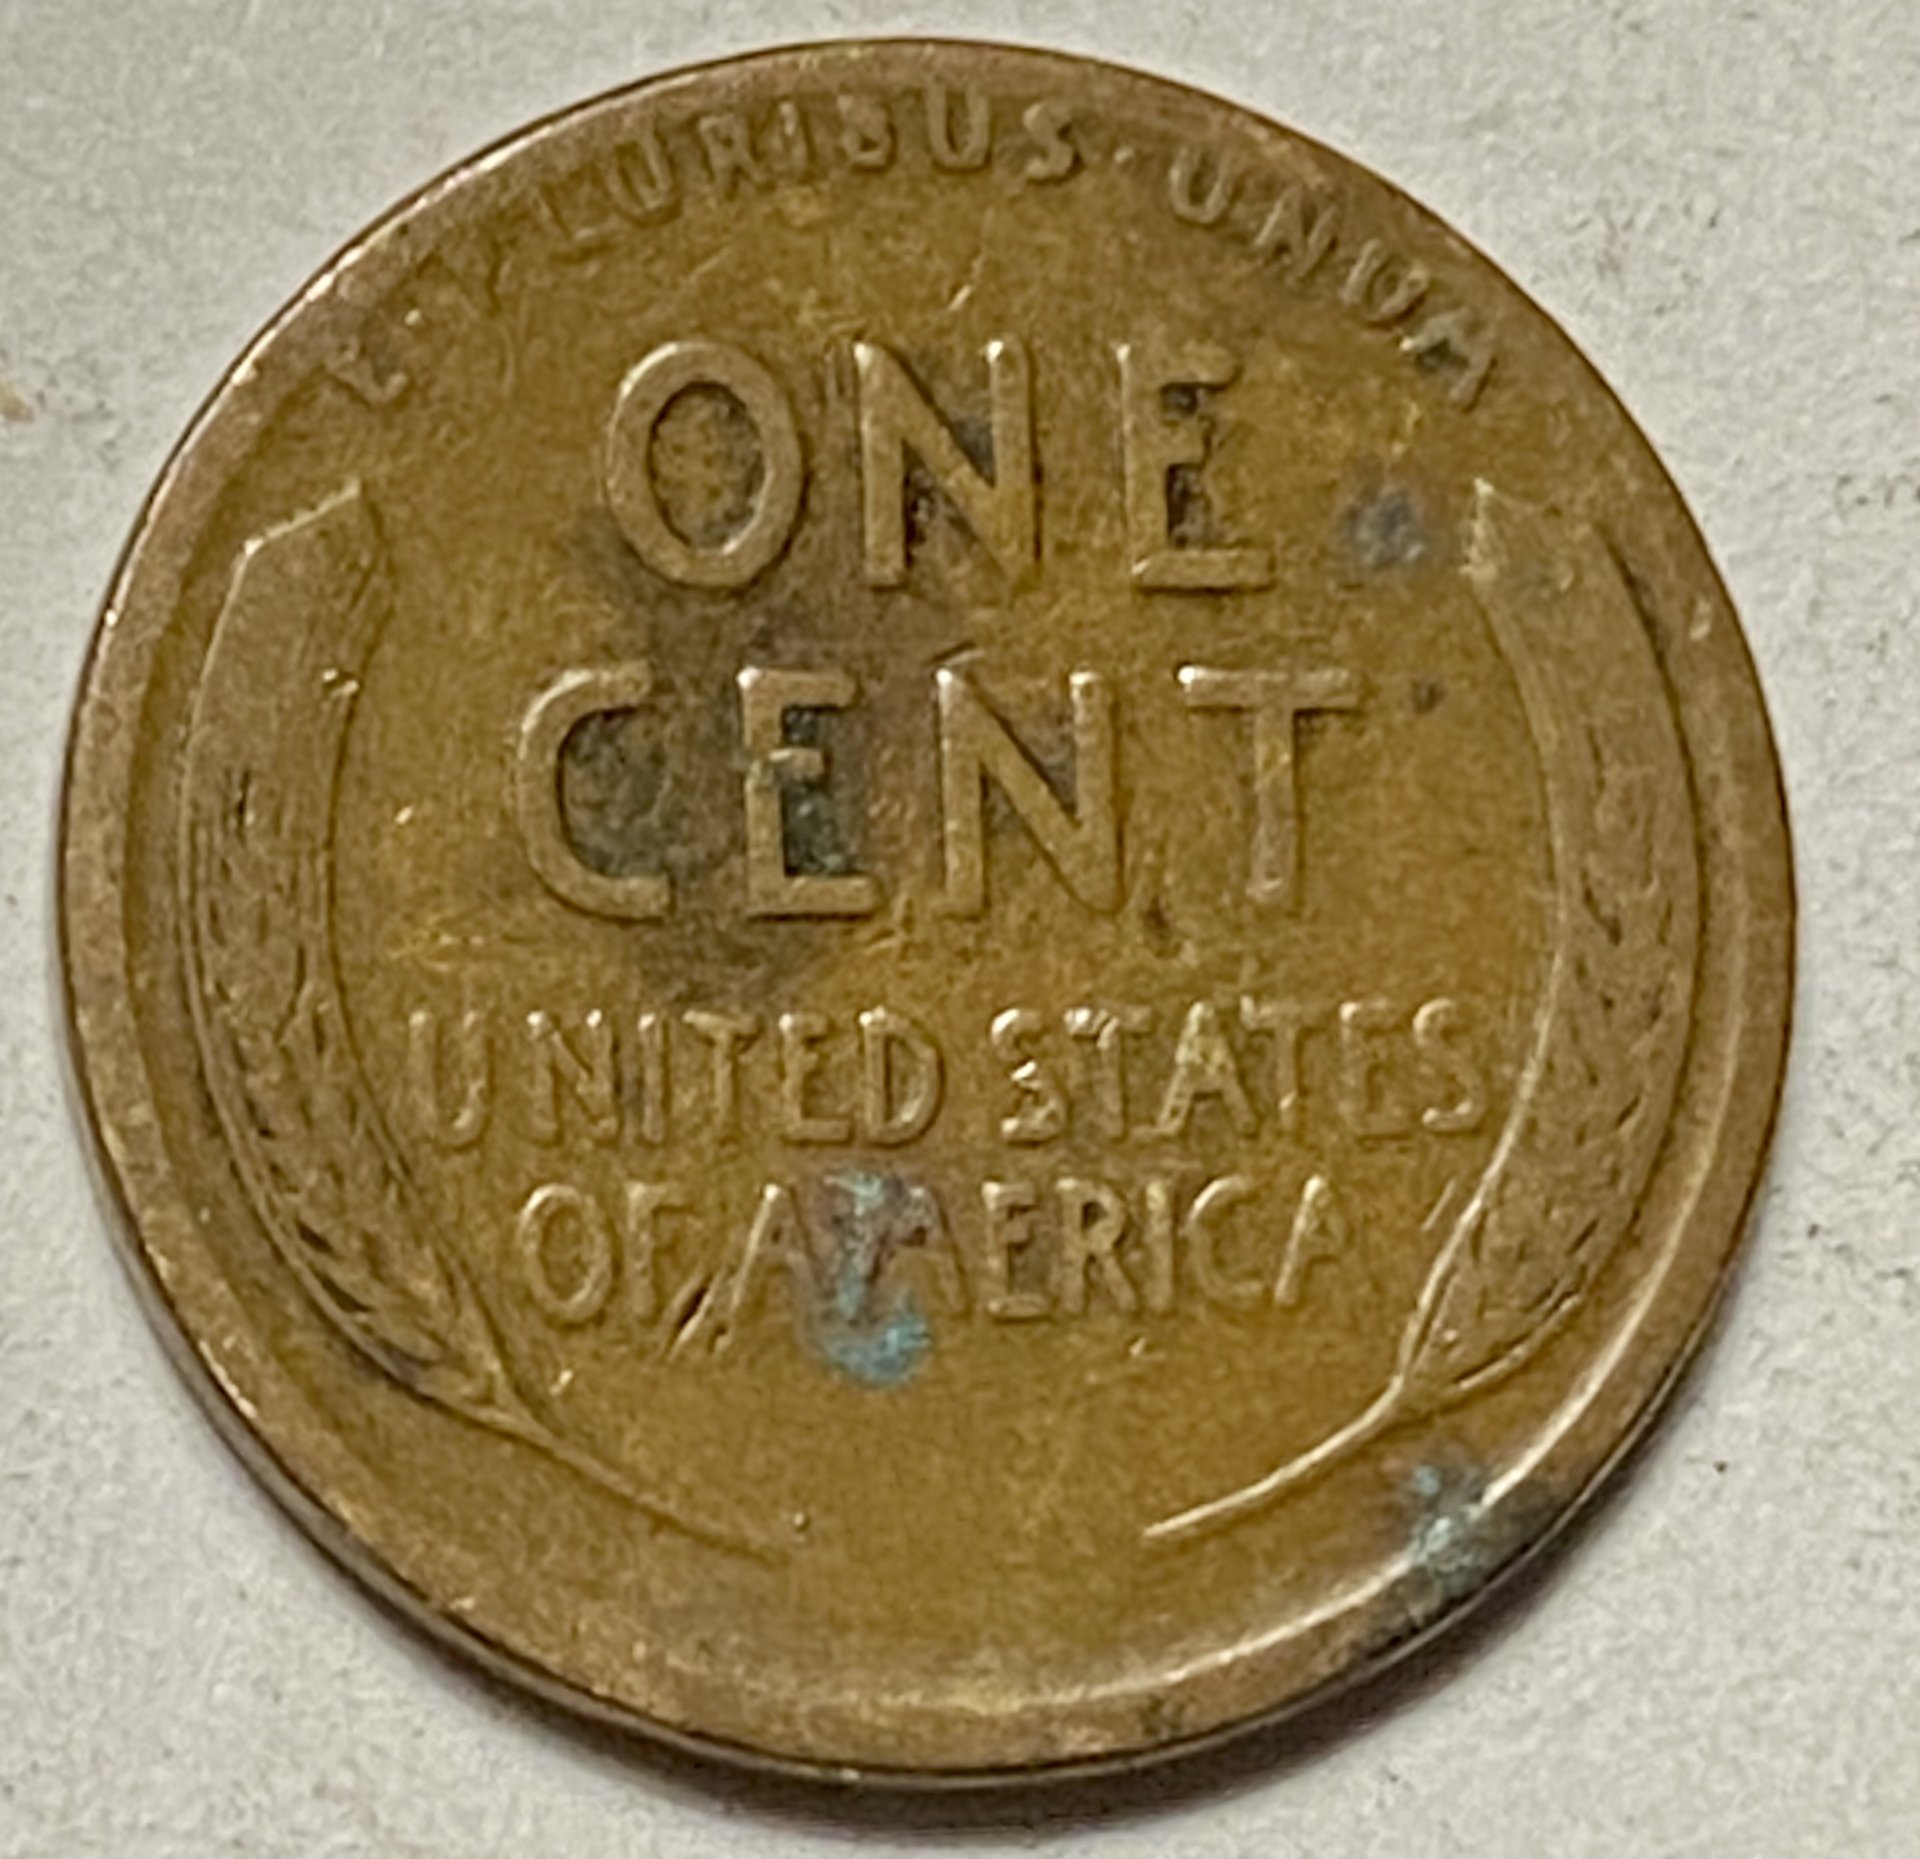 E PLURIBUS · UNUM
ONE
CENT
UNITED STATES
OF AMERICA